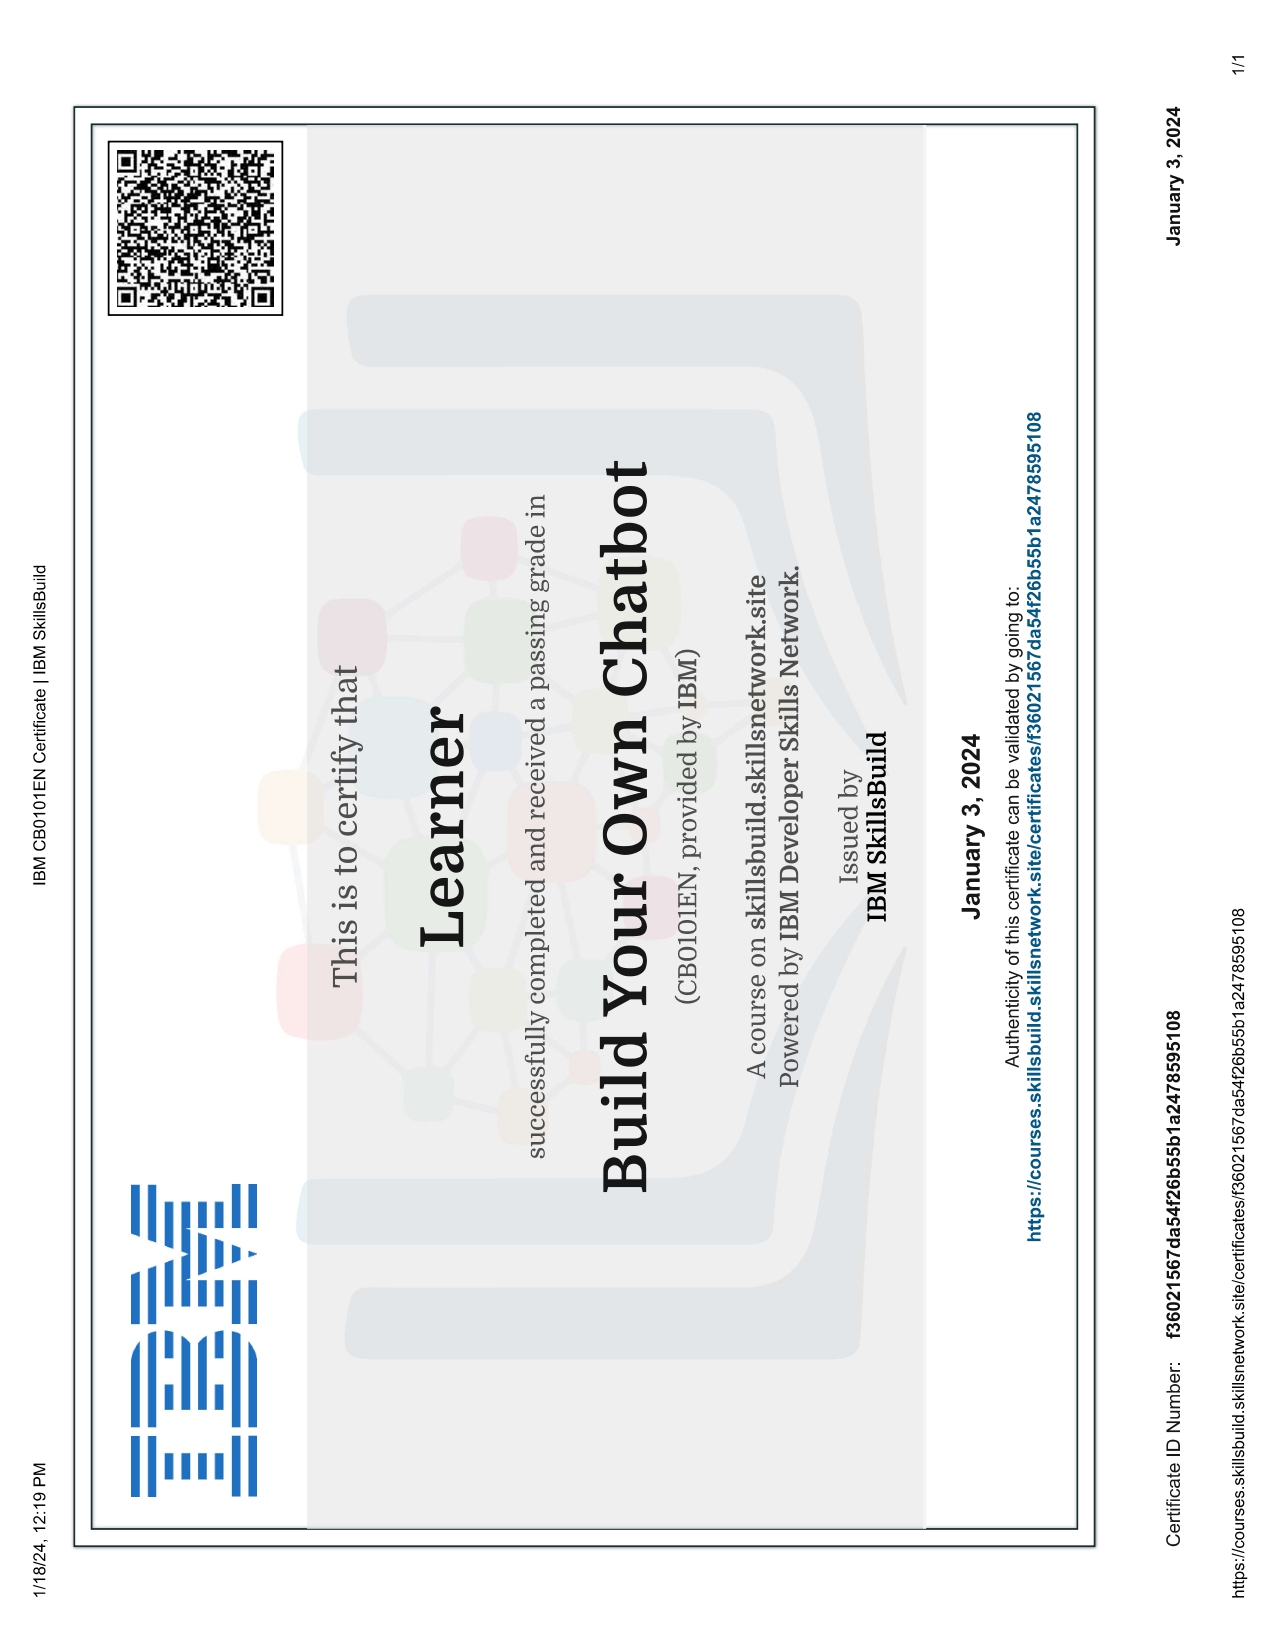 1/18/24, 12:19 PM
IBM CB0101EN Certificate | IBM SkillsBuild
IBM
This is to certify that
Learner
successfully completed and received a passing grade in
Build Your Own Chatbot
(CB0101EN, provided by IBM)
A course on skillsbuild.skillsnetwork.site
Powered by IBM Developer Skills Network.
Issued by
IBM SkillsBuild
January 3, 2024
Authenticity of this certificate can be validated by going to:
https://courses.skillsbuild.skillsnetwork.site/certificates/f36021567da54f26b55b1a2478595108
Certificate ID Number: f36021567da54f26b55b1a2478595108
January 3, 2024
https://courses.skillsbuild.skillsnetwork.site/certificates/f36021567da54f26b55b1a2478595108
1/1